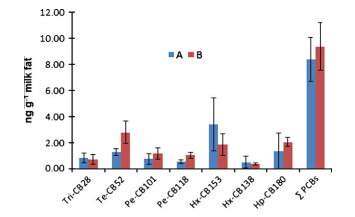 12.00
10.00
8.00
6.00
4.00
2.00
0.00
ng g⁻¹ milk fat
A B
Tri-CB28
Te-CB52
Pe-CB101
Pe-CB118
Hx-CB153
Hx-CB138
Hp-CB180
∑ PCBs